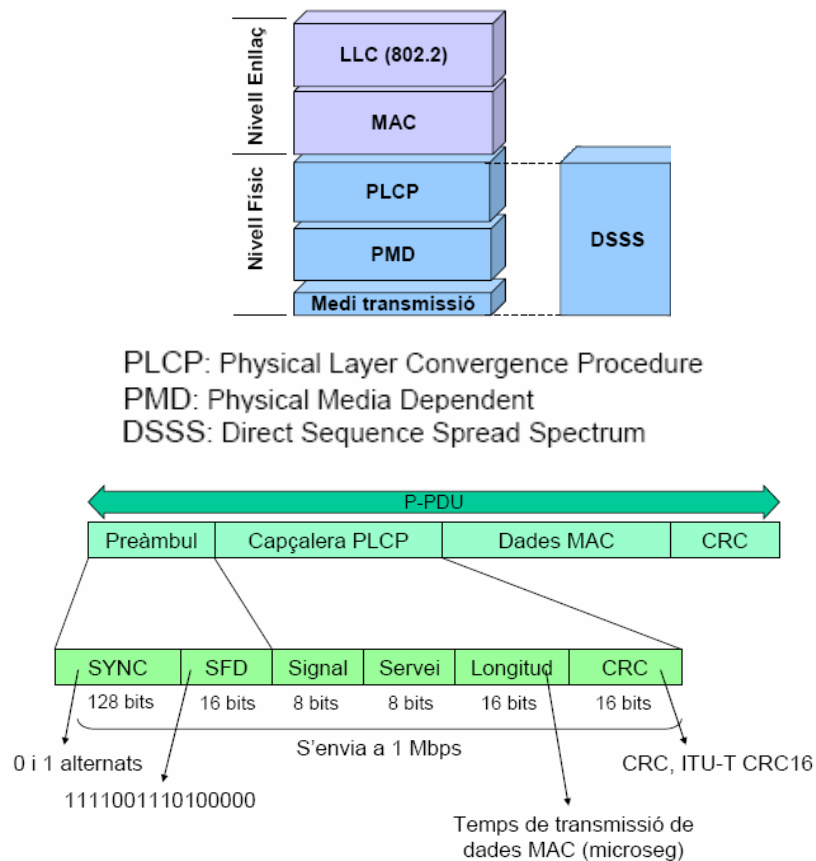 Nivell Enllaç
LLC (802.2)
MAC
Nivell Físic
PLCP
PMD
Medi transmissió
DSSS
PLCP: Physical Layer Convergence Procedure
PMD: Physical Media Dependent
DSSS: Direct Sequence Spread Spectrum
P-PDU
Preàmbul Capçalera PLCP Dades MAC CRC
SYNC SFD Signal Servei Longitud CRC
128 bits 16 bits 8 bits 8 bits 16 bits 16 bits
S'envia a 1 Mbps
0 i 1 alternats
1111001110100000
CRC, ITU-T CRC16
Temps de transmissió de
dades MAC (microseg)